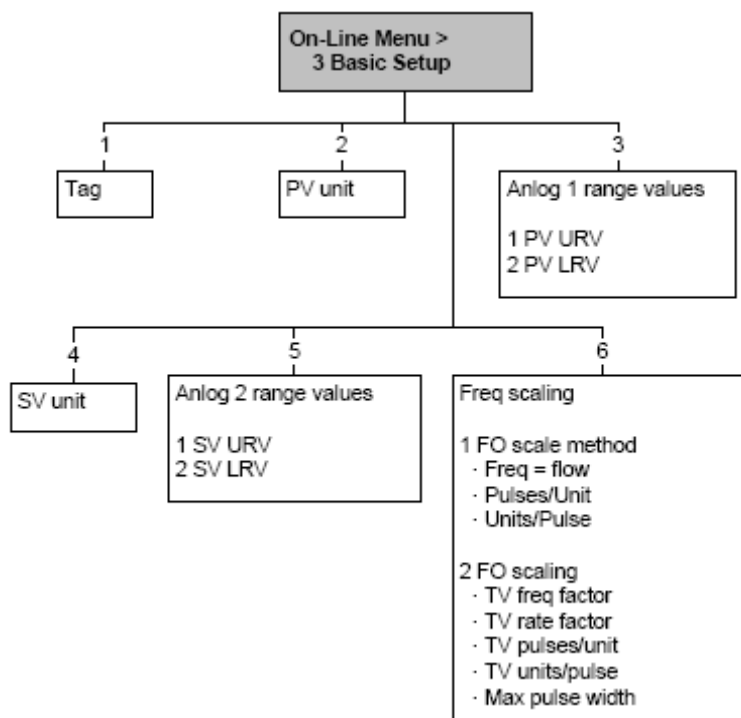 On-Line Menu >
3 Basic Setup
1
2
3
Tag
PV unit
Anlog 1 range values
1 PV URV
2 PV LRV
4
5
6
SV unit
Anlog 2 range values
1 SV URV
2 SV LRV
Freq scaling
1 FO scale method
· Freq = flow
· Pulses/Unit
· Units/Pulse
2 FO scaling
· TV freq factor
· TV rate factor
· TV pulses/unit
· TV units/pulse
· Max pulse width